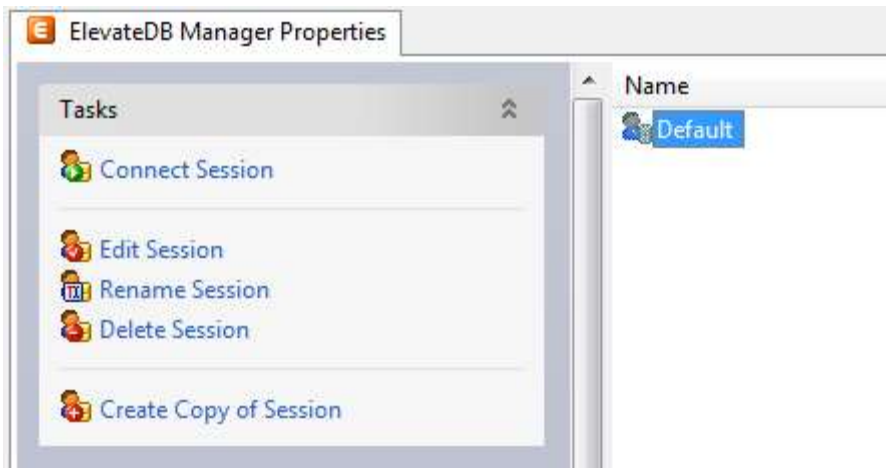 ElevateDB Manager Properties
Tasks
Connect Session
Edit Session
Rename Session
Delete Session
Create Copy of Session
Name
Default